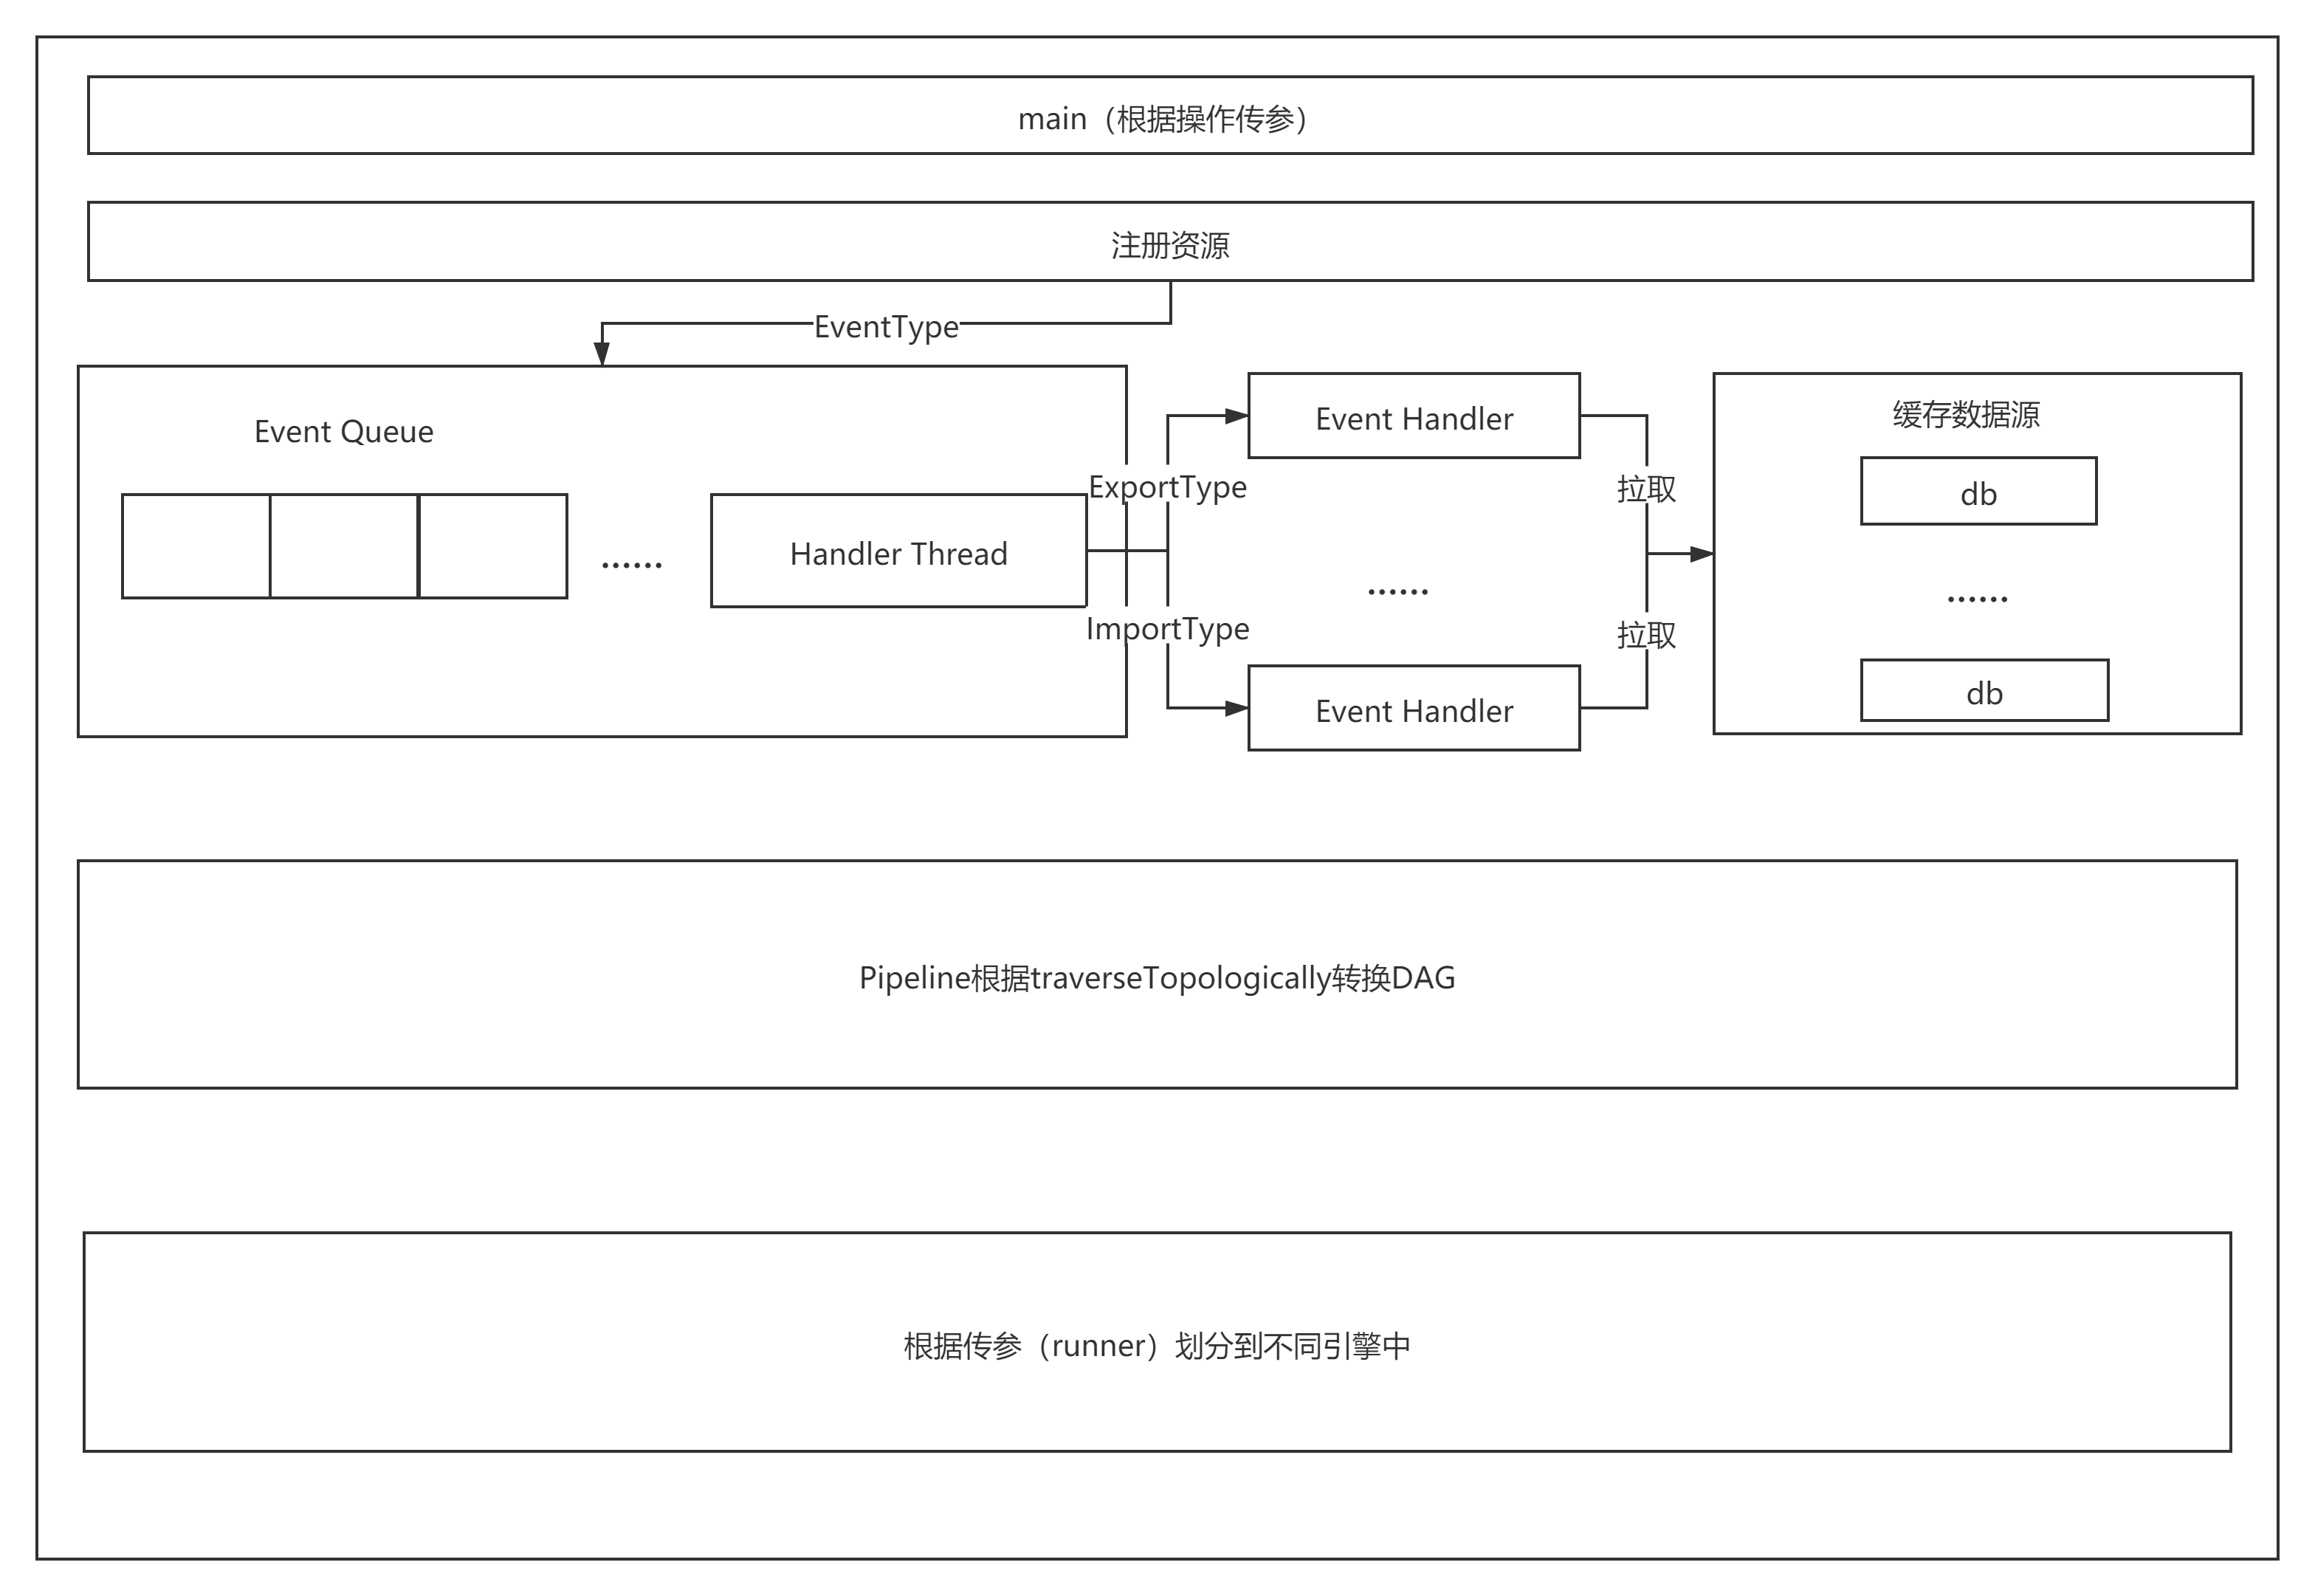 main（根据操作传参）
注册资源
EventType
Event Queue
......
Handler Thread
ExportType
ImportType
Event Handler
......
Event Handler
拉取
拉取
缓存数据源
db
......
db
Pipeline根据traverseTopologically转换DAG
根据传参（runner）划分到不同引擎中